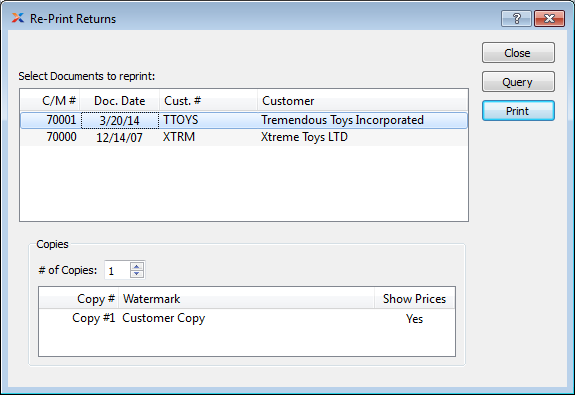 Re-Print Returns
Close
Select Documents to reprint:
Query
C/M # Doc. Date Cust. # Customer
Print
70001 3/20/14 TTOYS Tremendous Toys Incorporated
70000 12/14/07 XTRM Xtreme Toys LTD
Copies
# of Copies: 1
Copy # Watermark Show Prices
Copy #1 Customer Copy Yes